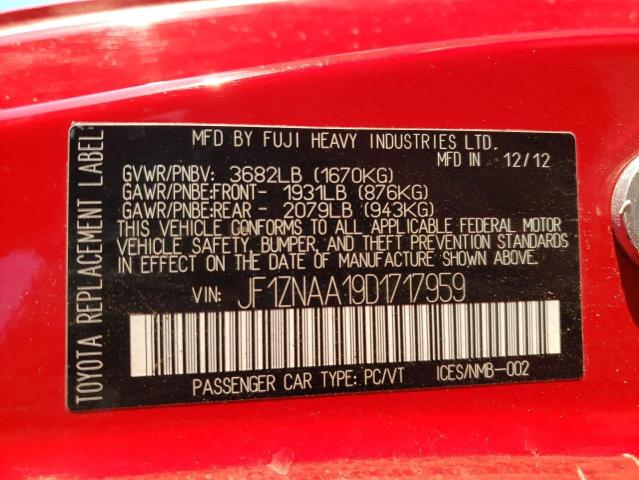 TOYOTA REPLACEMENT LABEL:
MFD BY FUJI HEAVY INDUSTRIES LTD.
MFD IN 12/12
GVWR/PNBV: 3682LB (1670KG)
GAWR/PNBE:FRONT- 1931LB (876KG)
GAWR/PNBE:REAR - 2079LB (943KG)
THIS VEHICLE CONFORMS TO ALL APPLICABLE FEDERAL MOTOR
VEHICLE SAFETY, BUMPER, AND THEFT PREVENTION STANDARDS
IN EFFECT ON THE DATE OF MANUFACTURE SHOWN ABOVE.
VIN: JF1ZNAA19D1717959
PASSENGER CAR TYPE: PC/VT ICES/NMB-002